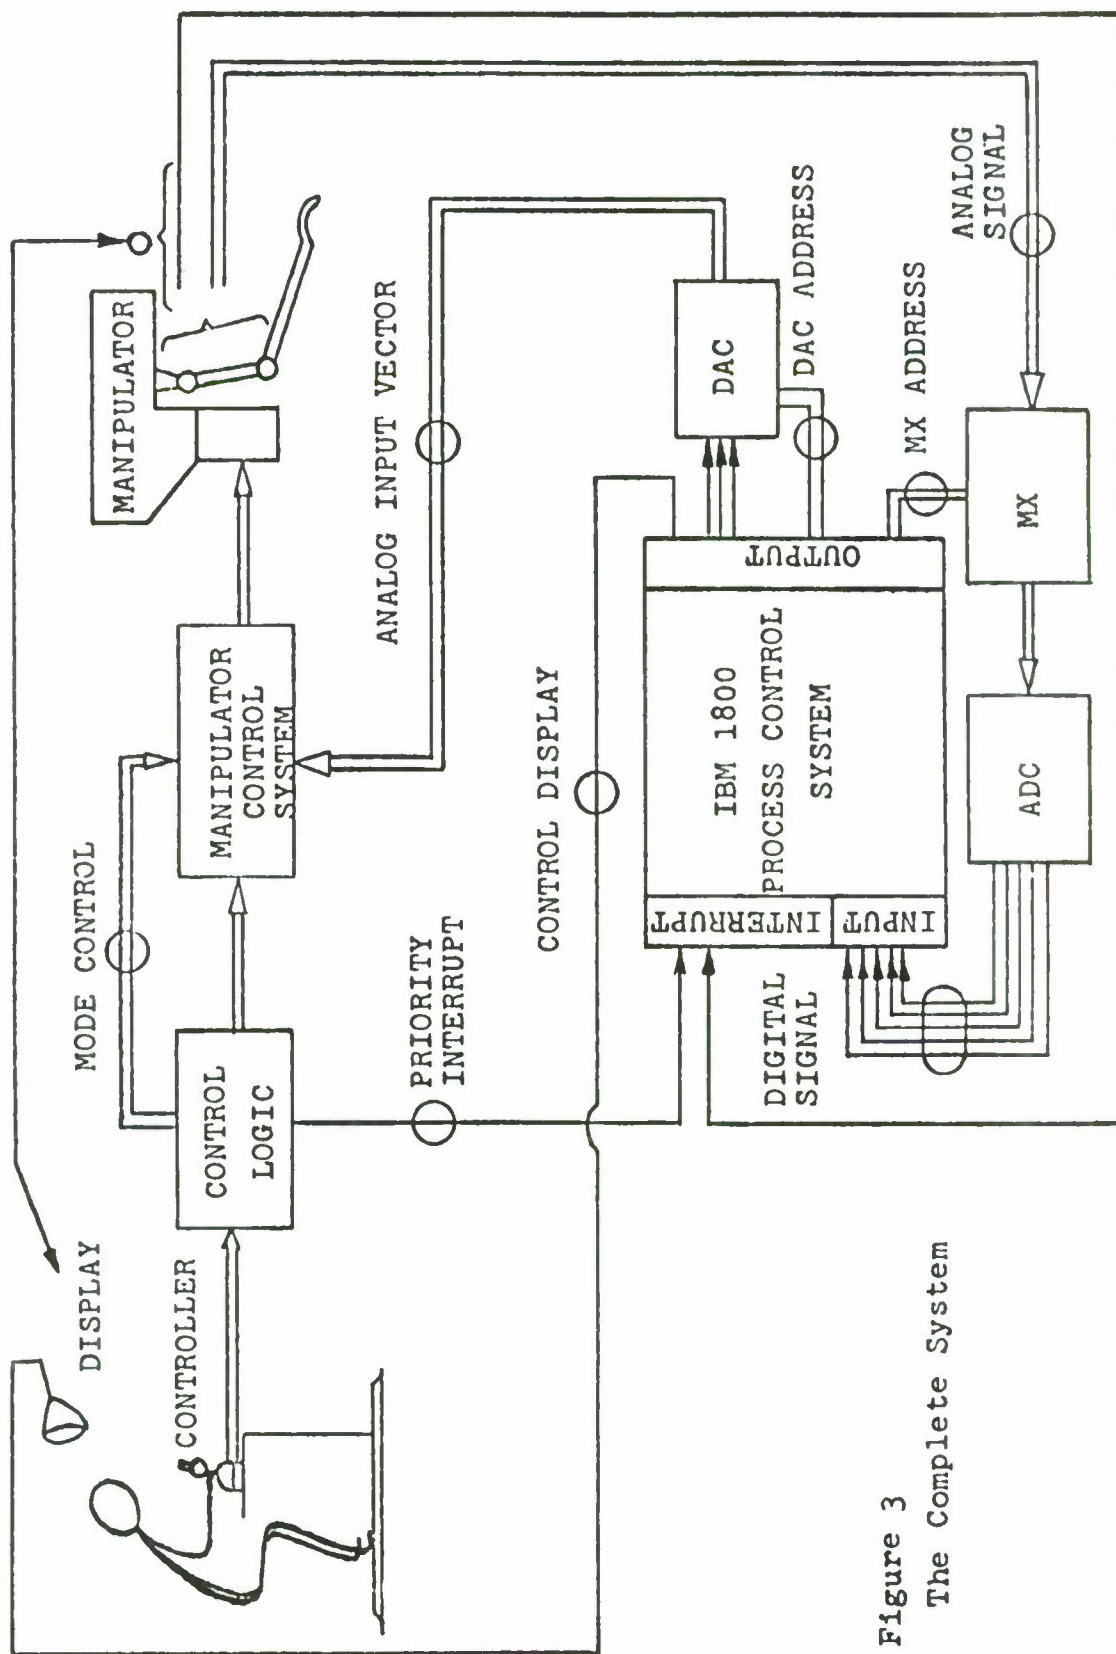 DISPLAY
CONTROLLER
CONTROL
LOGIC
MODE CONTROL
MANIPULATOR
CONTROL
SYSTEM
MANIPULATOR
PRIORITY
INTERRUPT
ANALOG INPUT VECTOR
CONTROL DISPLAY
INTERRUPT
INPUT
IBM 1800
PROCESS CONTROL
SYSTEM
OUTPUT
DAC
DAC ADDRESS
DIGITAL
SIGNAL
ADC
MX
MX ADDRESS
ANALOG
SIGNAL
Figure 3
The Complete System